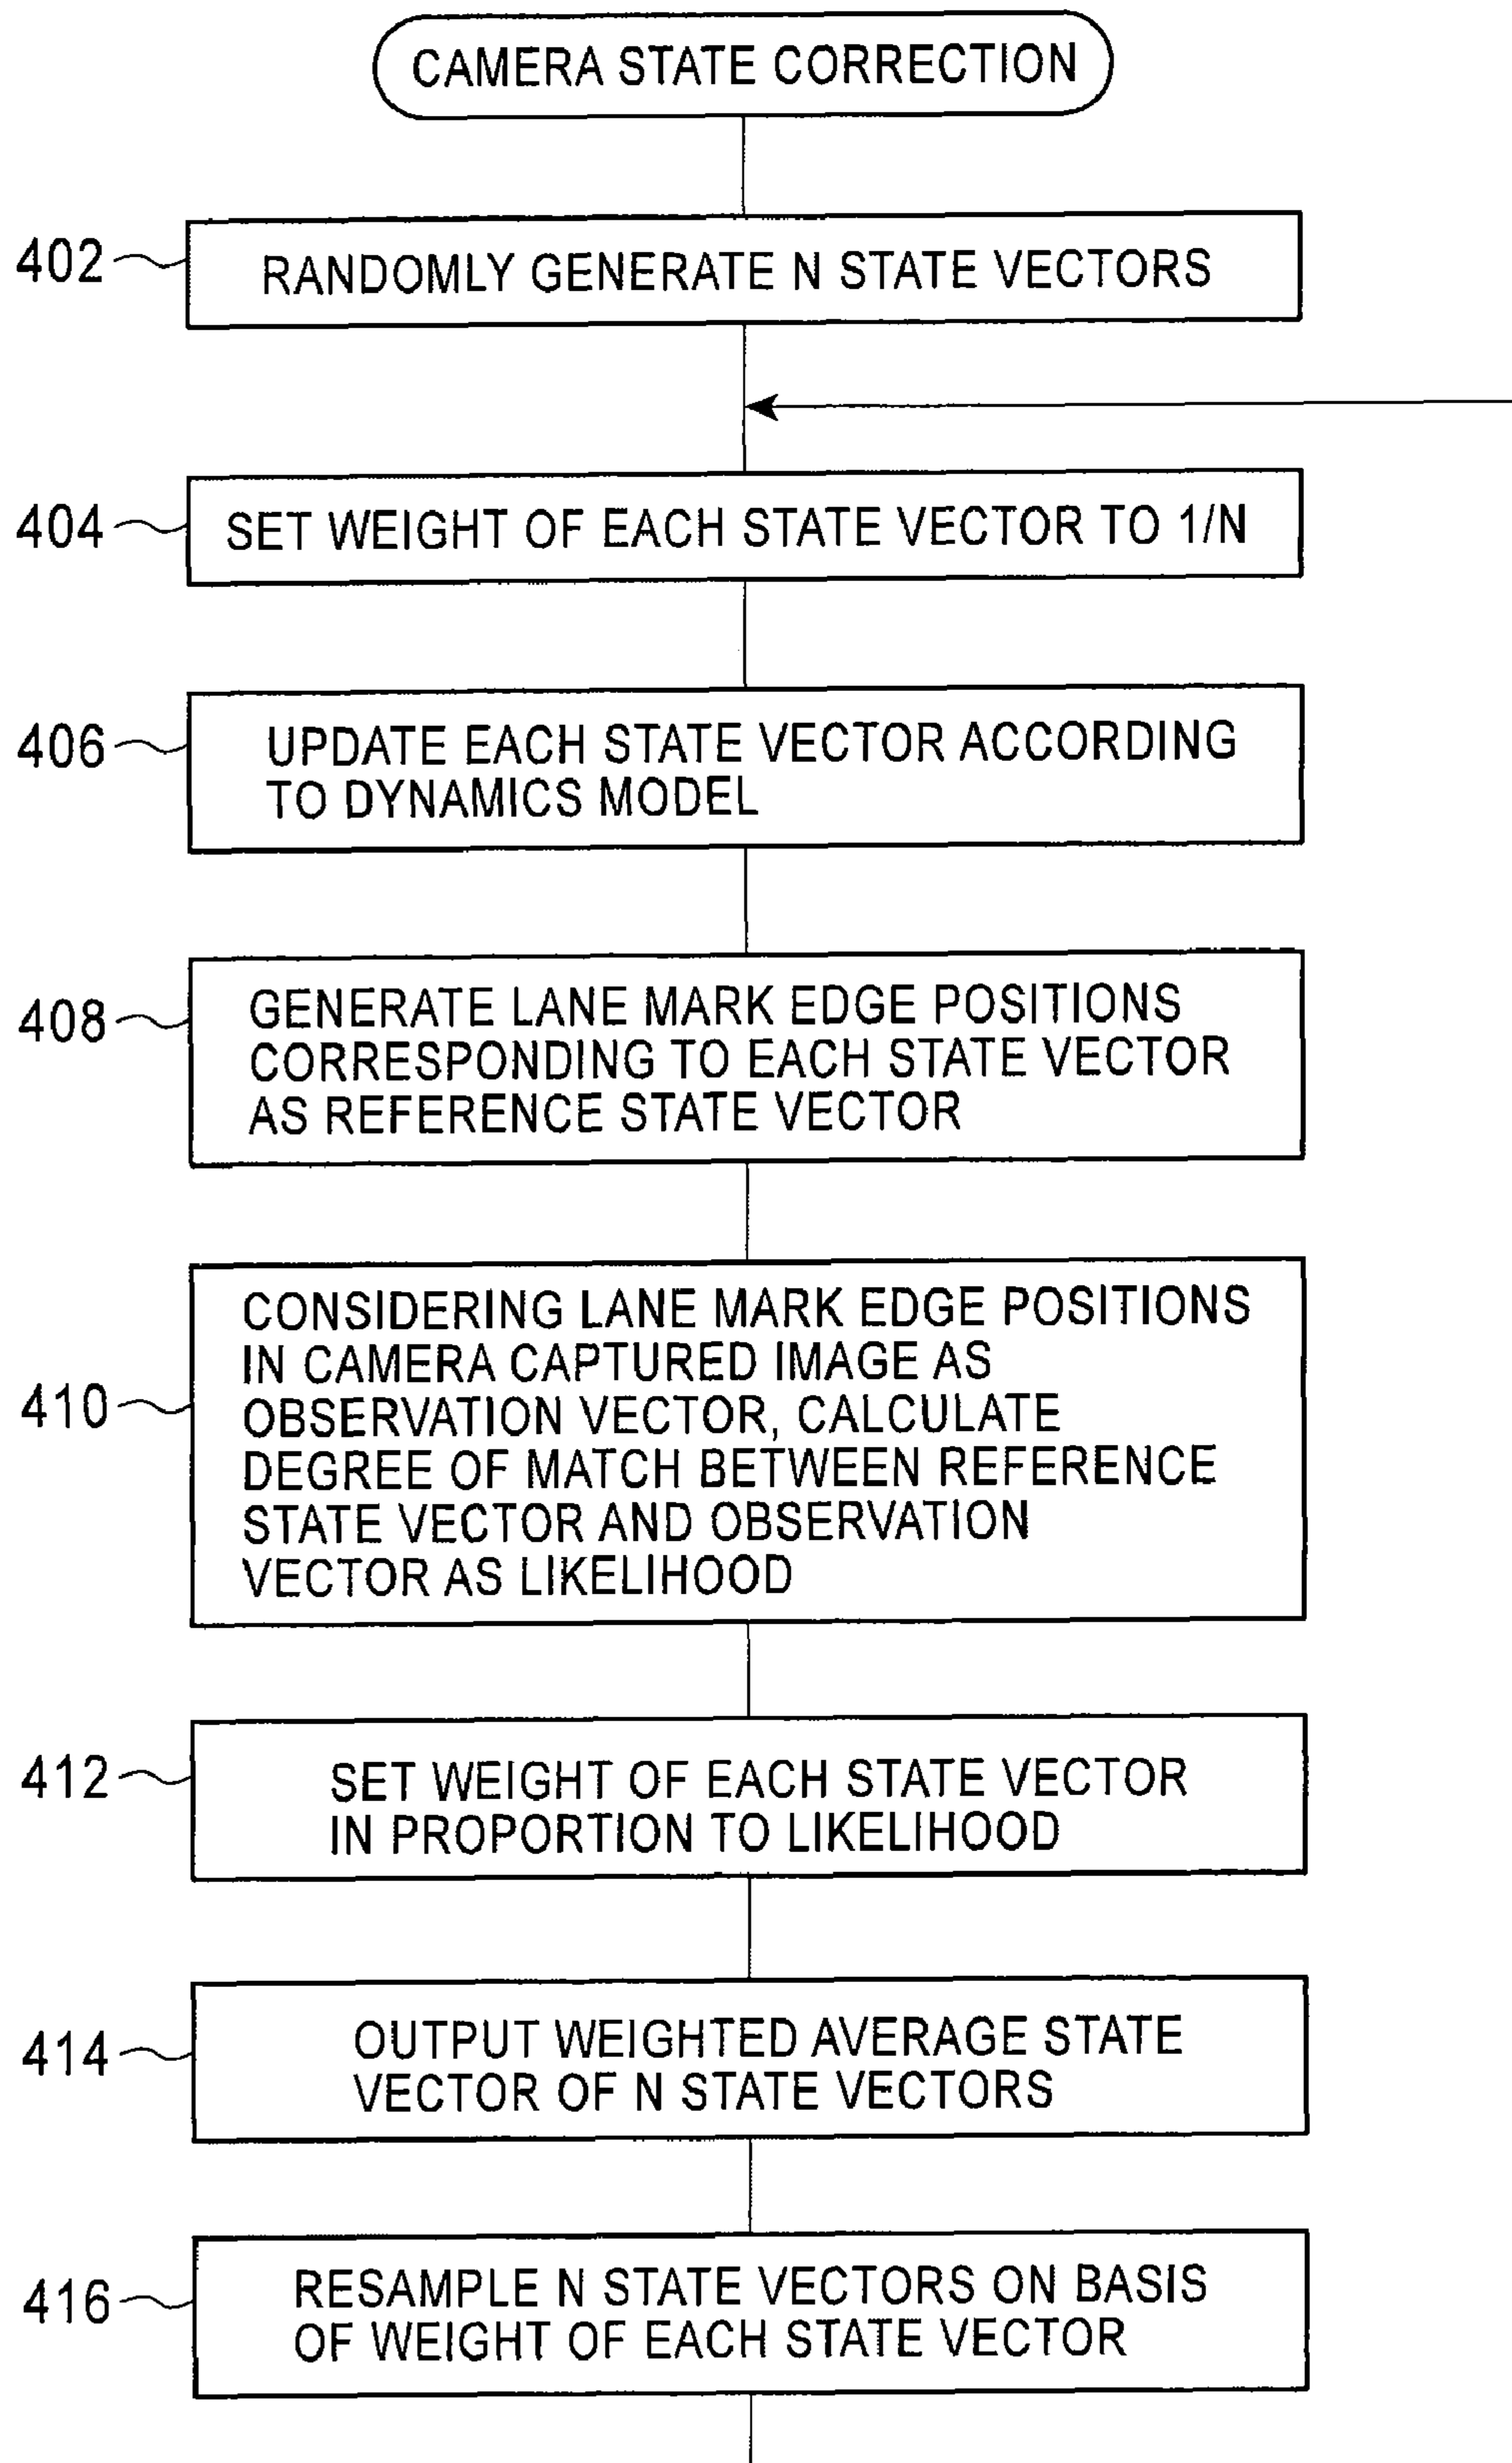 CAMERA STATE CORRECTION
402
RANDOMLY GENERATE N STATE VECTORS
404
SET WEIGHT OF EACH STATE VECTOR TO 1/N
406
UPDATE EACH STATE VECTOR ACCORDING
TO DYNAMICS MODEL
408
GENERATE LANE MARK EDGE POSITIONS
CORRESPONDING TO EACH STATE VECTOR
AS REFERENCE STATE VECTOR
410
CONSIDERING LANE MARK EDGE POSITIONS
IN CAMERA CAPTURED IMAGE AS
OBSERVATION VECTOR, CALCULATE
DEGREE OF MATCH BETWEEN REFERENCE
STATE VECTOR AND OBSERVATION
VECTOR AS LIKELIHOOD
412
SET WEIGHT OF EACH STATE VECTOR
IN PROPORTION TO LIKELIHOOD
414
OUTPUT WEIGHTED AVERAGE STATE
VECTOR OF N STATE VECTORS
416
RESAMPLE N STATE VECTORS ON BASIS
OF WEIGHT OF EACH STATE VECTOR